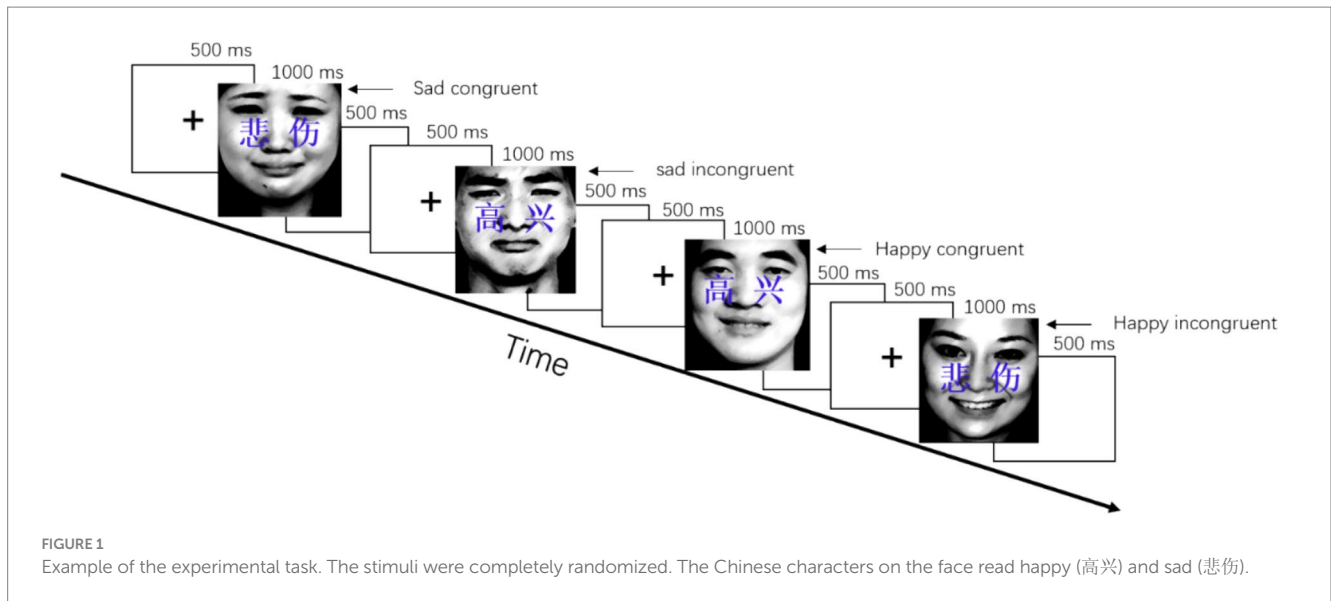 500 ms
+
1000 ms
悲 伤
Sad congruent
500 ms
500 ms
+
1000 ms
高 兴
sad incongruent
500 ms
500 ms
+
1000 ms
高 兴
Happy congruent
500 ms
500 ms
+
1000 ms
悲 伤
Happy incongruent
500 ms
Time
FIGURE 1
Example of the experimental task. The stimuli were completely randomized. The Chinese characters on the face read happy (高兴) and sad (悲伤).